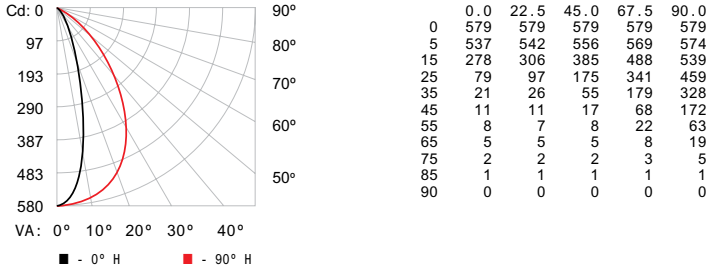 Cd: 0
97
193
290
387
483
580
90º
80º
70º
60º
50º
VA: 0º 10º 20º 30º 40º
- 0º H - 90º H
0.0 22.5 45.0 67.5 90.0
0 579 579 579 579 579
5 537 542 556 569 574
15 278 306 385 488 539
25 79 97 175 341 459
35 21 26 55 179 328
45 11 11 17 68 172
55 8 7 8 22 63
65 5 5 5 8 19
75 2 2 2 3 5
85 1 1 1 1 1
90 0 0 0 0 0